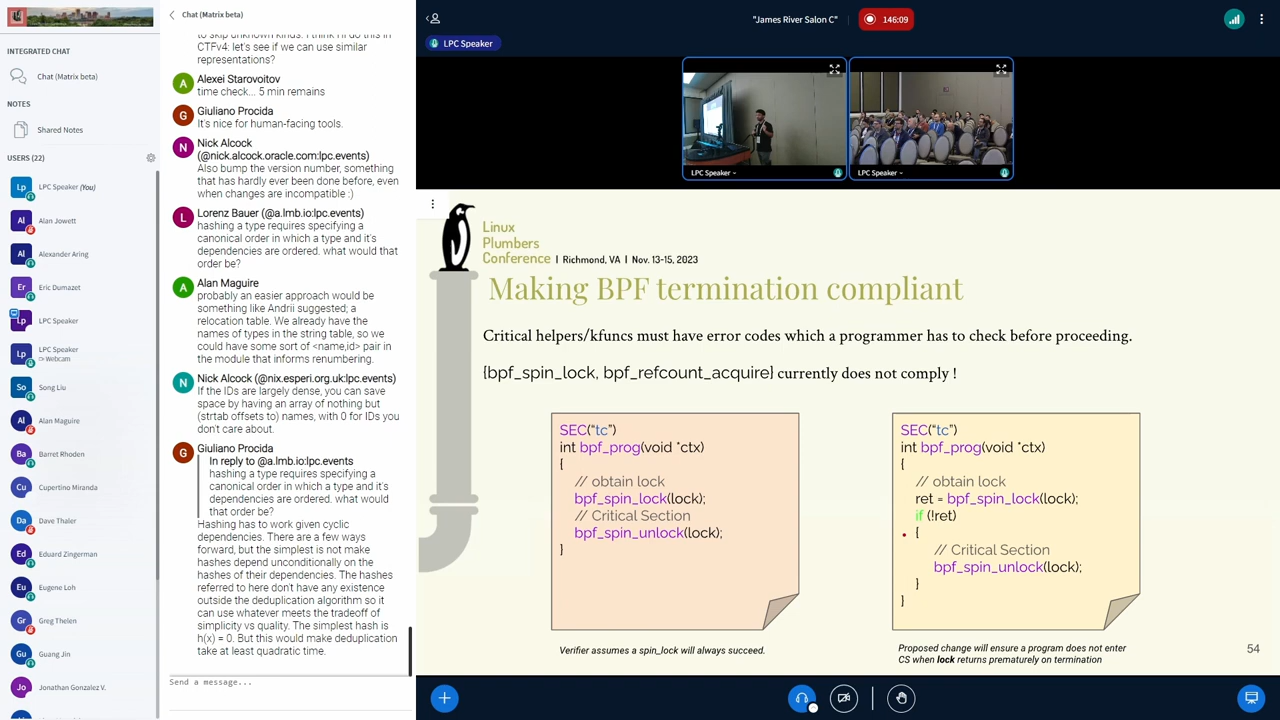 INTEGRATED CHAT
Chat (Matrix beta)
NOTES
Shared Notes
USERS (22)
Lp LPC Speaker (You)
Al Alan Jowett
Al Alexander Aring
Er Eric Dumazet
Lp LPC Speaker
Lp LPC Speaker
Webcam
So Song Liu
Al Alan Maguire
Ba Barret Rhoden
Cu Cupertino Miranda
Da Dave Thaler
Ed Eduard Zingerman
Eu Eugene Loh
Gr Greg Thelen
Gu Guang Jin
Jo Jonathan Gonzalez V.
Chat (Matrix beta)
to skip unknown kinds. I think I'll do this in
CTFv4: let's see if we can use similar
representations?
A Alexei Starovoitov
time check... 5 min remains
G Giuliano Procida
It's nice for human-facing tools.
N Nick Alcock
(@nick.alcock.oracle.com:lpc.events)
Also bump the version number, something
that has hardly ever been done before, even
when changes are incompatible :)
L Lorenz Bauer (@a.lmb.io:lpc.events)
hashing a type requires specifying a
canonical order in which a type and it's
dependencies are ordered. what would that
order be?
A Alan Maguire
probably an easier approach would be
something like Andrii suggested; a
relocation table. We already have the
names of types in the string table, so we
could have some sort of <name,id> pair in
the module that informs renumbering.
N Nick Alcock (@nix.esperi.org.uk:lpc.events)
If the IDs are largely dense, you can save
space by having an array of nothing but
(strtab offsets to) names, with 0 for IDs you
don't care about.
G Giuliano Procida
In reply to @a.lmb.io:lpc.events
hashing a type requires specifying a
canonical order in which a type and it's
dependencies are ordered. what would
that order be?
Hashing has to work given cyclic
dependencies. There are a few ways
forward, but the simplest is not make
hashes depend unconditionally on the
hashes of their dependencies. The hashes
referred to here don't have any existence
outside the deduplication algorithm so it
can use whatever meets the tradeoff of
simplicity vs quality. The simplest hash is
h(x) = 0. But this would make deduplication
take at least quadratic time.
Send a message...
"James River Salon C"
146:09
LPC Speaker
LPC Speaker
LPC Speaker
Linux
Plumbers
Conference | Richmond, VA | Nov. 13-15, 2023
Making BPF termination compliant
Critical helpers/kfuncs must have error codes which a programmer has to check before proceeding.
{bpf_spin_lock, bpf_refcount_acquire} currently does not comply !
SEC("tc")
int bpf_prog(void *ctx)
{
// obtain lock
bpf_spin_lock(lock);
// Critical Section
bpf_spin_unlock(lock);
}
Verifier assumes a spin_lock will always succeed.
SEC("tc")
int bpf_prog(void *ctx)
{
// obtain lock
ret = bpf_spin_lock(lock);
if (!ret)
{
// Critical Section
bpf_spin_unlock(lock);
}
}
Proposed change will ensure a program does not enter
CS when lock returns prematurely on termination
54